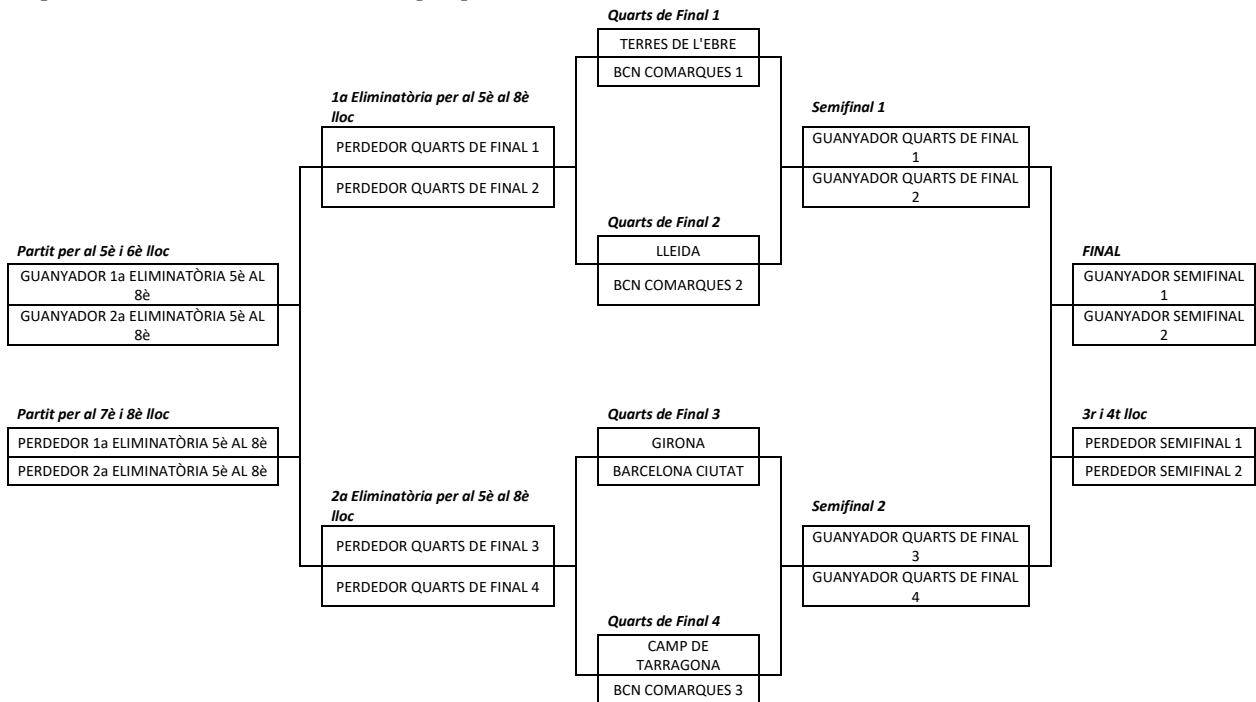 Quarts de Final 1
TERRES DE L'EBRE
BCN COMARQUES 1
1a Eliminatòria per al 5è al 8è
lloc
PERDEDOR QUARTS DE FINAL 1
PERDEDOR QUARTS DE FINAL 2
Semifinal 1
GUANYADOR QUARTS DE FINAL
1
GUANYADOR QUARTS DE FINAL
2
Quarts de Final 2
LLEIDA
BCN COMARQUES 2
Partit per al 5è i 6è lloc
GUANYADOR 1a ELIMINATÒRIA 5è AL
8è
GUANYADOR 2a ELIMINATÒRIA 5è AL
8è
FINAL
GUANYADOR SEMIFINAL
1
GUANYADOR SEMIFINAL
2
Partit per al 7è i 8è lloc
PERDEDOR 1a ELIMINATÒRIA 5è AL 8è
PERDEDOR 2a ELIMINATÒRIA 5è AL 8è
Quarts de Final 3
GIRONA
BARCELONA CIUTAT
3r i 4t lloc
PERDEDOR SEMIFINAL 1
PERDEDOR SEMIFINAL 2
2a Eliminatòria per al 5è al 8è
lloc
PERDEDOR QUARTS DE FINAL 3
PERDEDOR QUARTS DE FINAL 4
Semifinal 2
GUANYADOR QUARTS DE FINAL
3
GUANYADOR QUARTS DE FINAL
4
Quarts de Final 4
CAMP DE
TARRAGONA
BCN COMARQUES 3